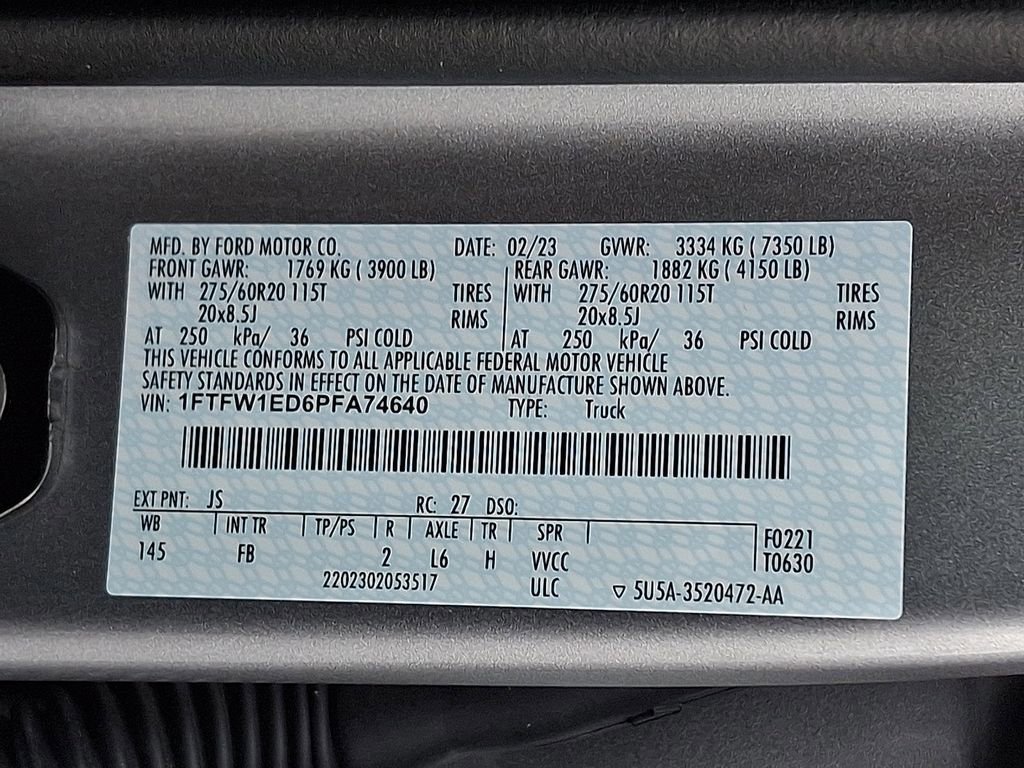 MFD. BY FORD MOTOR CO. DATE: 02/23 GVWR: 3334 KG ( 7350 LB)
FRONT GAWR: 1769 KG ( 3900 LB) REAR GAWR: 1882 KG ( 4150 LB)
WITH 275/60R20 115T TIRES WITH 275/60R20 115T TIRES
20x8.5J RIMS 20x8.5J RIMS
AT 250 kPa/ 36 PSI COLD AT 250 kPa/ 36 PSI COLD
THIS VEHICLE CONFORMS TO ALL APPLICABLE FEDERAL MOTOR VEHICLE
SAFETY STANDARDS IN EFFECT ON THE DATE OF MANUFACTURE SHOWN ABOVE.
VIN: 1FTFW1ED6PFA74640 TYPE: Truck
EXT PNT: JS RC: 27 DSO:
WB INT TR TP/PS R AXLE TR SPR F0221
145 FB 2 L6 H VVCC T0630
2202302053517 ULC ▽ 5U5A-3520472-AA